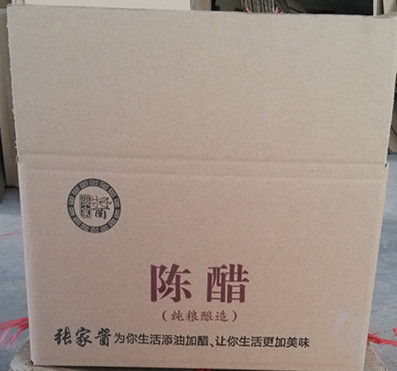 陈醋
(纯粮酿造)
张家酱 为你生活添油加醋、让你生活更加美味